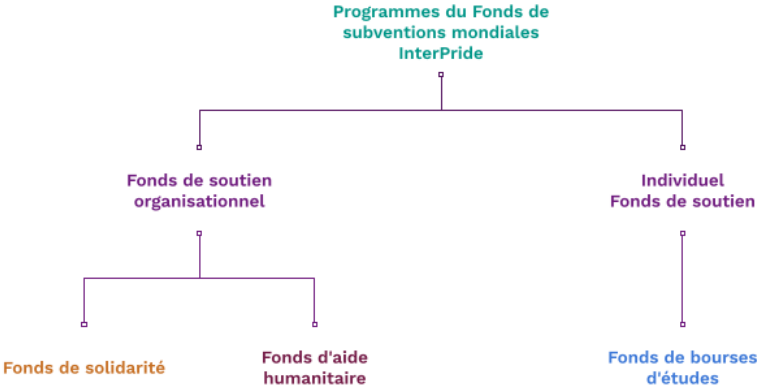 Programmes du Fonds de
subventions mondiales
InterPride
Fonds de soutien
organisationnel
Individuel
Fonds de soutien
Fonds de solidarité
Fonds d'aide
humanitaire
Fonds de bourses
d'études